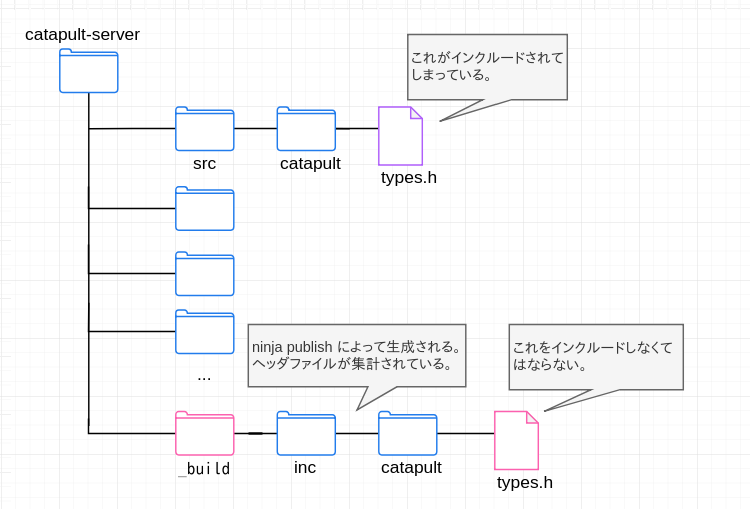 catapult-server
これがインクルードされて
しまっている。
src
catapult
types.h
...
ninja publish によって生成される。
ヘッダファイルが集計されている。
これをインクルードしなくて
はならない。
_build
inc
catapult
types.h